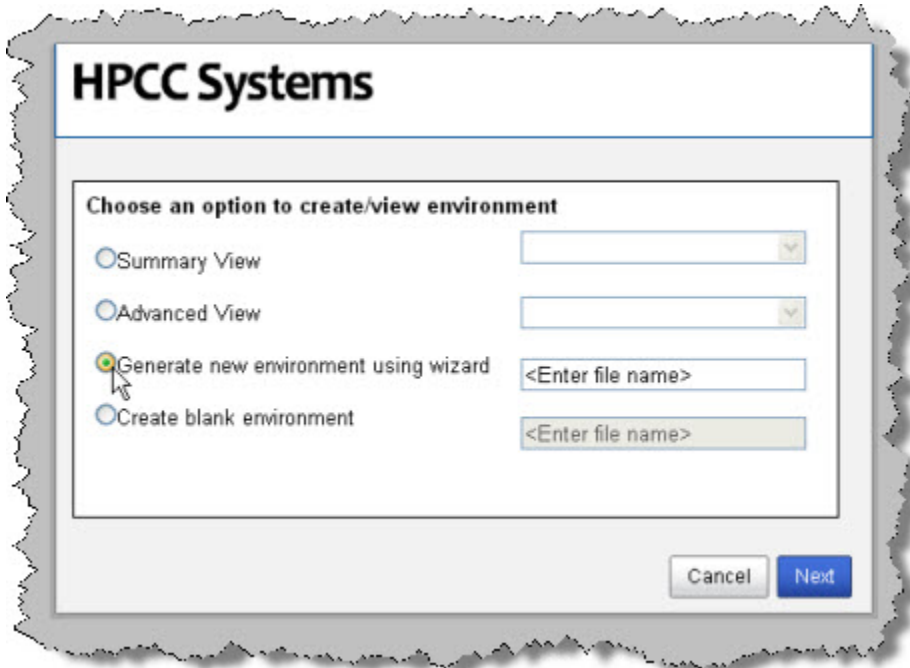 HPCC Systems
Choose an option to create/view environment
Summary View
Advanced View
Generate new environment using wizard
<Enter file name>
Create blank environment
<Enter file name>
Cancel
Next